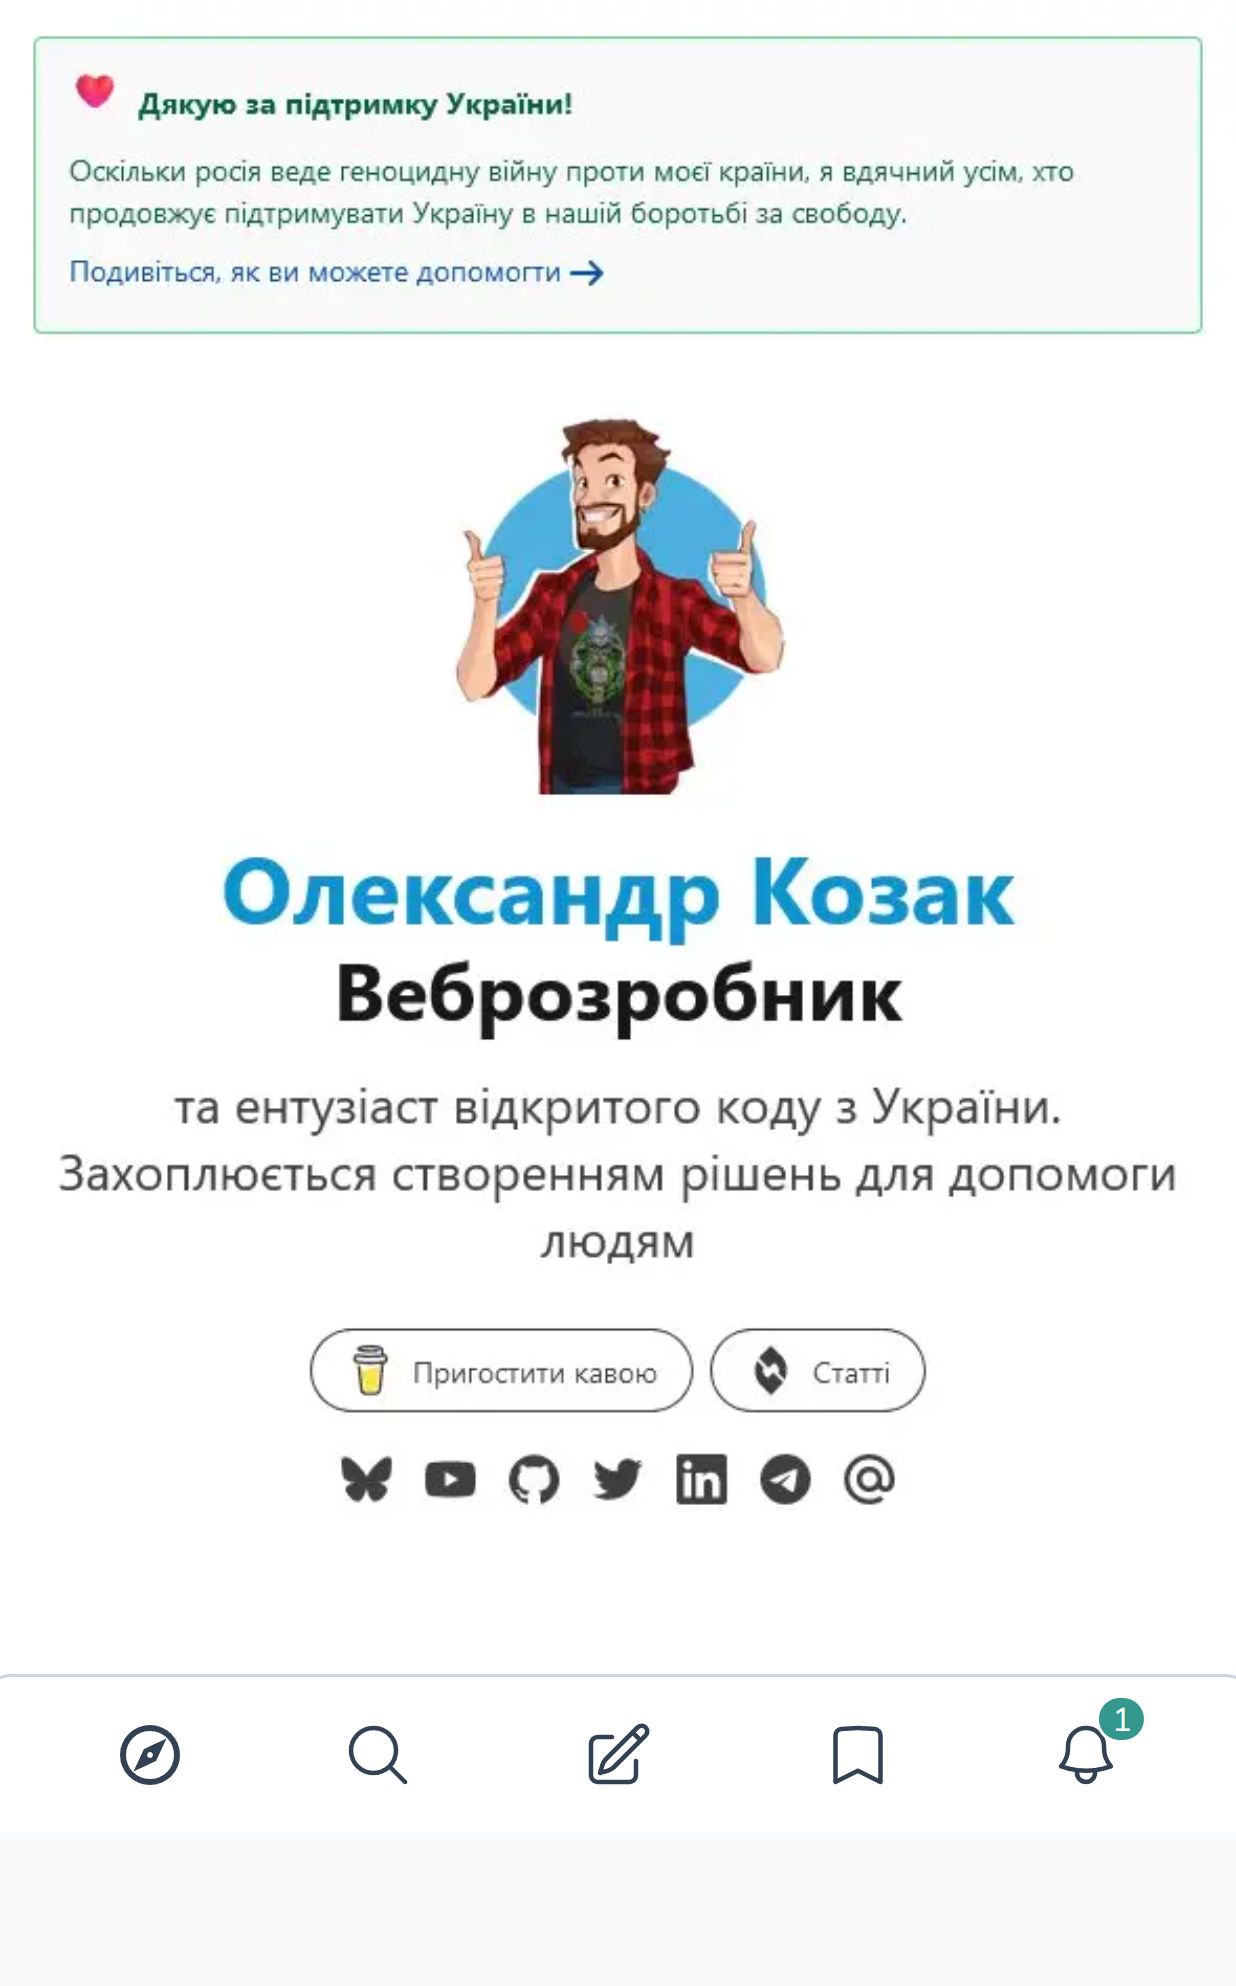 Дякую за підтримку України!
Оскільки росія веде геноцидну війну проти моєї країни, я вдячний усім, хто
продовжує підтримувати Україну в нашій боротьбі за свободу.
Подивіться, як ви можете допомогти
Олександр Козак
Веброзробник
та ентузіаст відкритого коду з України.
Захоплюється створенням рішень для допомоги
людям
Пригостити кавою
Статті
in
@
1